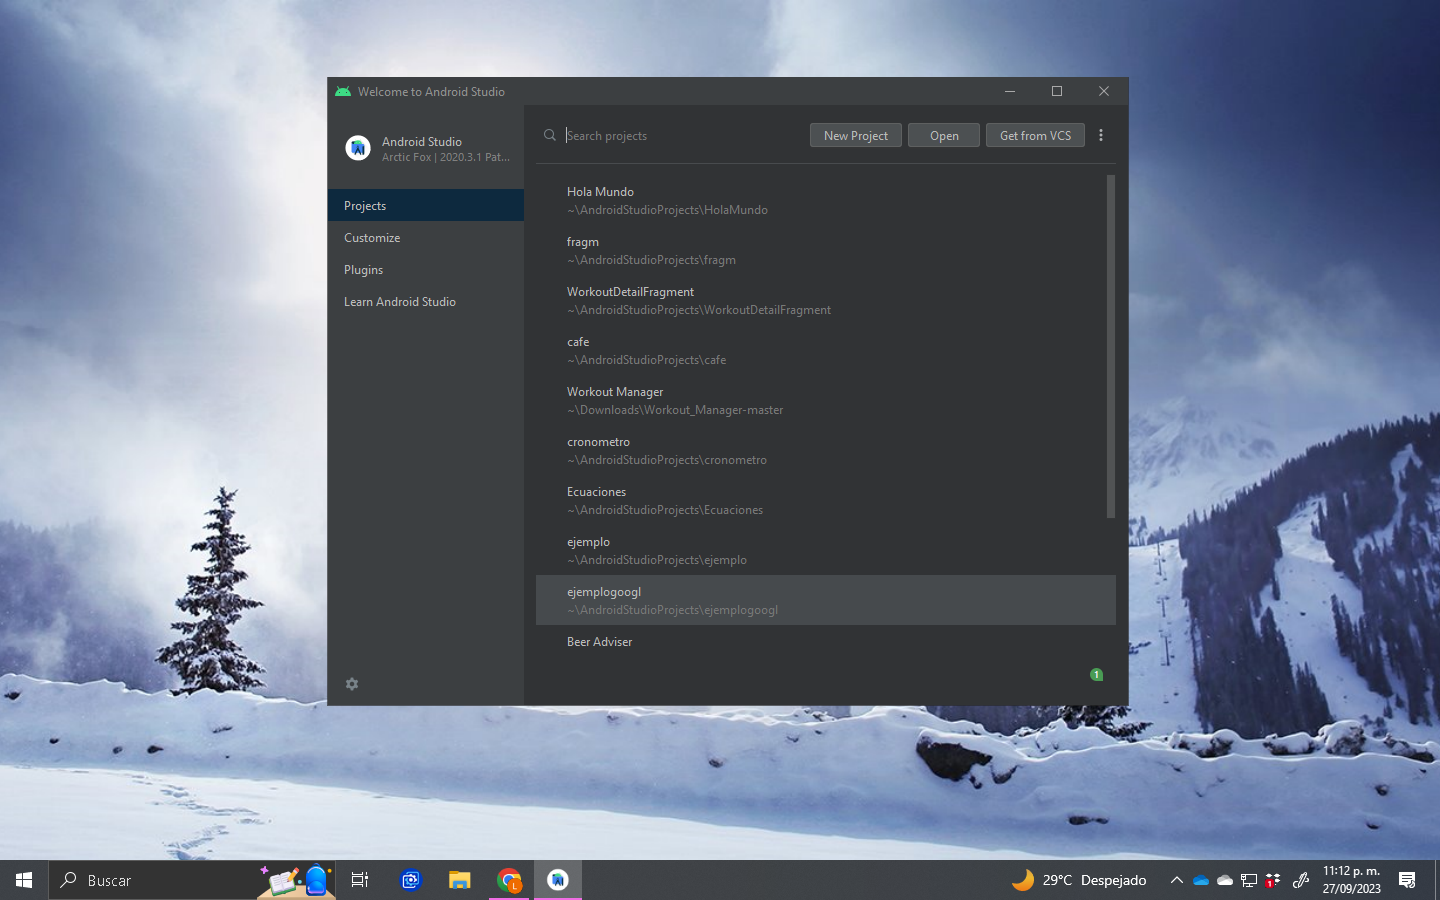 Welcome to Android Studio
Android Studio
Arctic Fox | 2020.3.1 Pat...
Projects
Customize
Plugins
Learn Android Studio
Search projects
New Project
Open
Get from VCS
Hola Mundo
~\AndroidStudioProjects\HolaMundo
fragm
~\AndroidStudioProjects\fragm
WorkoutDetailFragment
~\AndroidStudioProjects\WorkoutDetailFragment
cafe
~\AndroidStudioProjects\cafe
Workout Manager
~\Downloads\Workout_Manager-master
cronometro
~\AndroidStudioProjects\cronometro
Ecuaciones
~\AndroidStudioProjects\Ecuaciones
ejemplo
~\AndroidStudioProjects\ejemplo
ejemplogoogl
~\AndroidStudioProjects\ejemplogoogl
Beer Adviser
1
Buscar
L
29°C Despejado
1
11:12 p. m.
27/09/2023